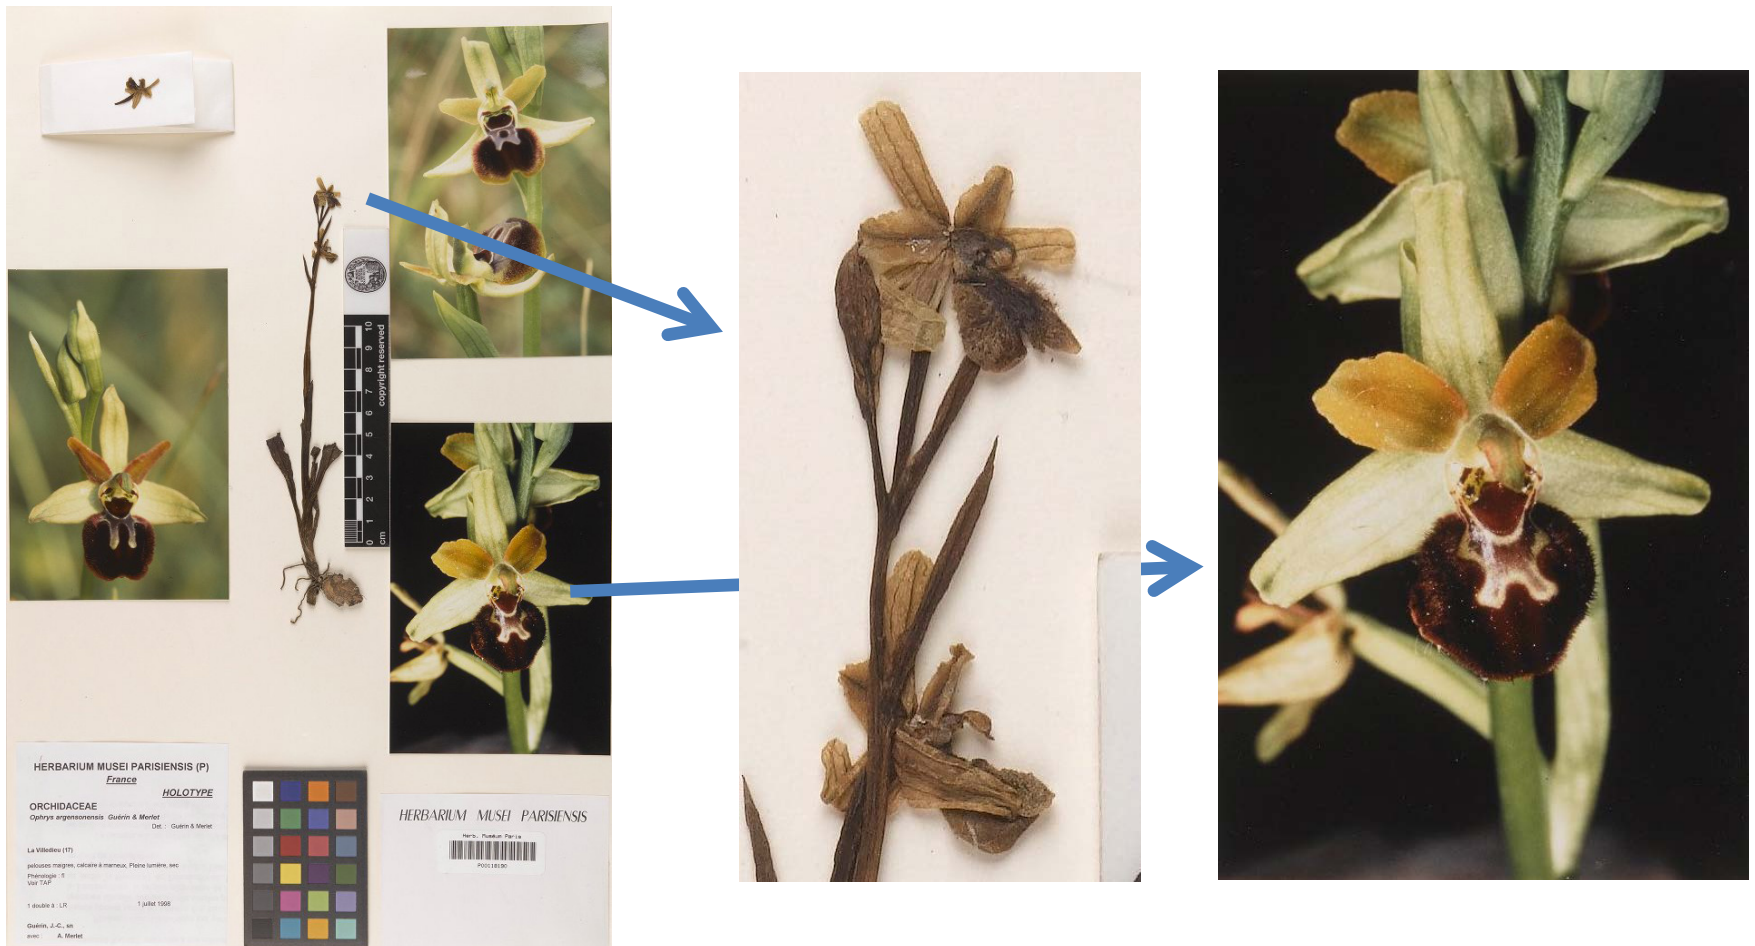 HERBARIUM MUSEI PARISIENSIS (P)
France
HOLOTYPE
ORCHIDACEAE
Ophrys argensonensis Guérin & Merlet
Det. : Guérin & Merlet
La Villedieu (17)
pelouses maigres, calcaire à marneux, Pleine lumière, sec
Phénologie : fl
Voir TAF
1 double à : LR
1 juillet 1998
Guérin, J.-C., sn
avec : A. Merlet
10
9
8
7
6
5
4
3
2
1
0
cm
copyright reserved
HERBARIUM MUSEI PARISIENSIS
Herb. Muséum Paris